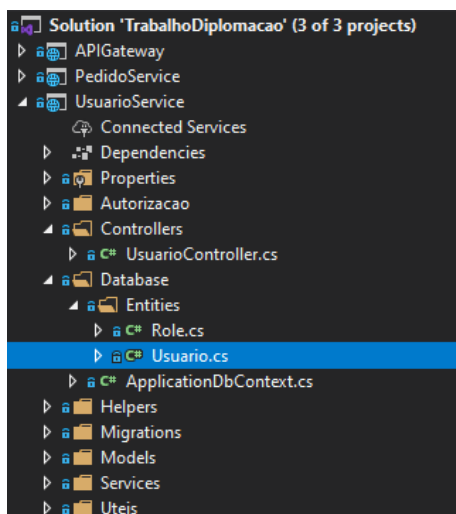 Solution 'TrabalhoDiplomacao' (3 of 3 projects)
APIGateway
PedidoService
UsuarioService
Connected Services
Dependencies
Properties
Autorizacao
Controllers
C# UsuarioController.cs
Database
Entities
C# Role.cs
C# Usuario.cs
C# ApplicationDbContext.cs
Helpers
Migrations
Models
Services
Uteis